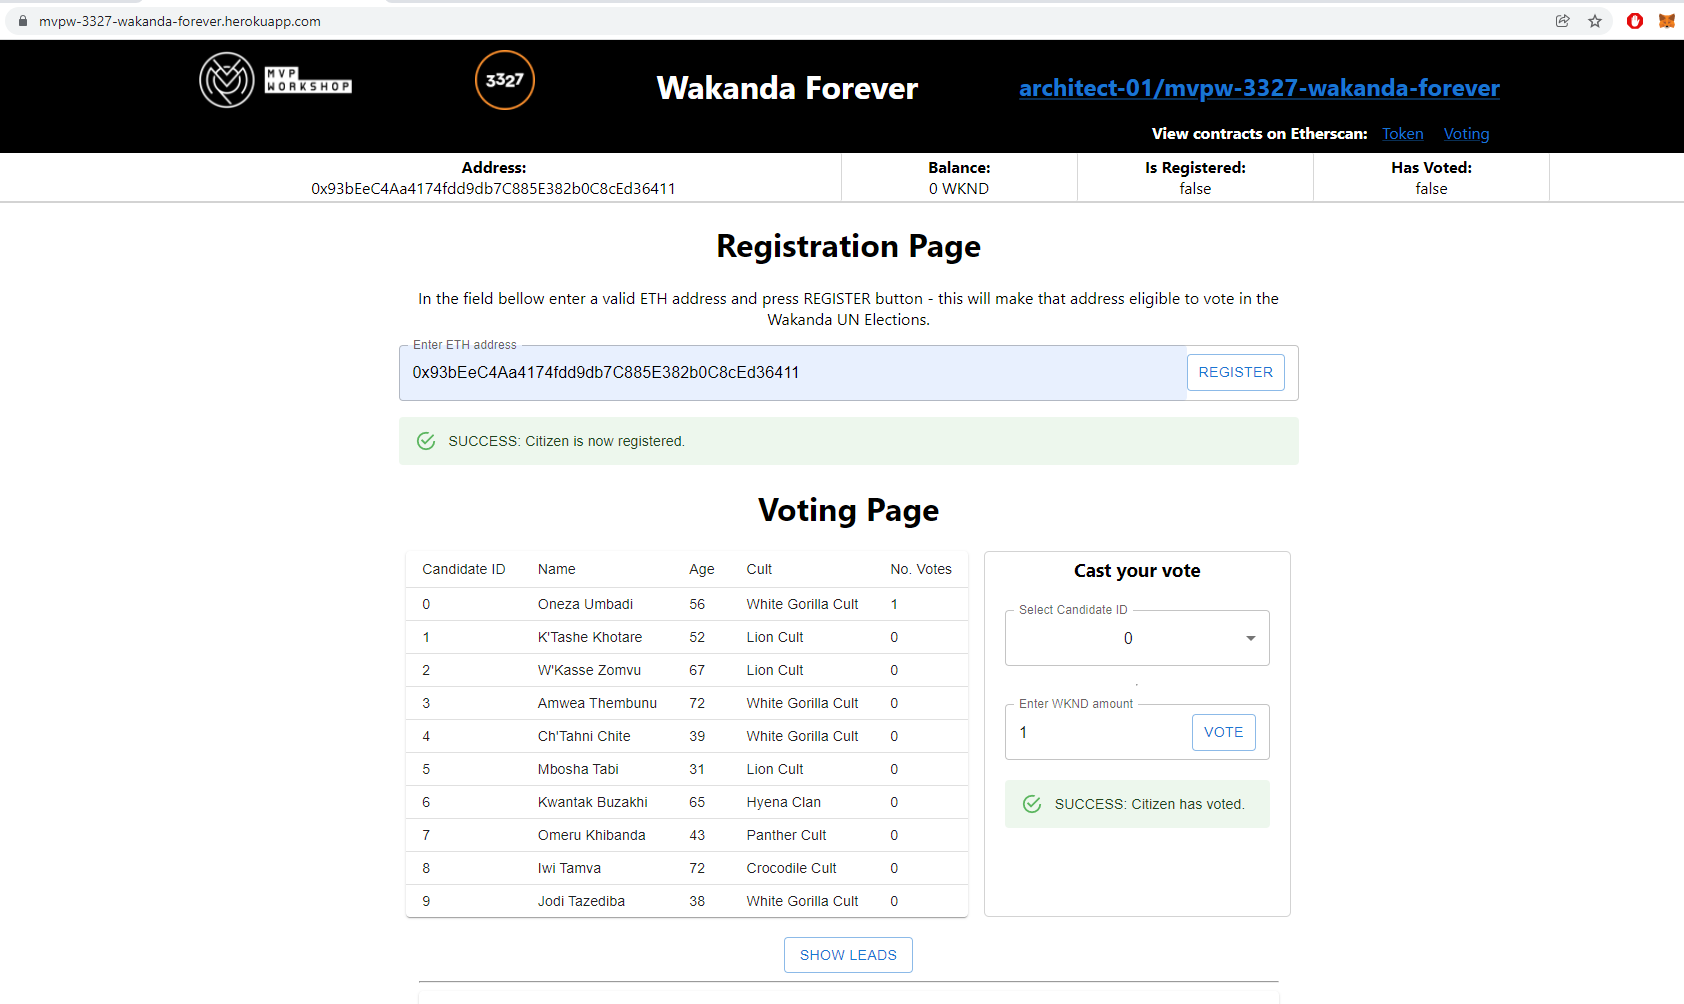 mvpw-3327-wakanda-forever.herokuapp.com
MVP
WORKSHOP
3327
Wakanda Forever
architect-01/mvpw-3327-wakanda-forever
View contracts on Etherscan: Token Voting
Address: Balance: Is Registered: Has Voted:
0x93bEeC4Aa4174fdd9db7C885E382b0C8cEd36411 0 WKND false false
Registration Page
In the field bellow enter a valid ETH address and press REGISTER button - this will make that address eligible to vote in the
Wakanda UN Elections.
Enter ETH address
0x93bEeC4Aa4174fdd9db7C885E382b0C8cEd36411 REGISTER
SUCCESS: Citizen is now registered.
Voting Page
Candidate ID Name Age Cult No. Votes
0 Oneza Umbadi 56 White Gorilla Cult 1
1 K'Tashe Khotare 52 Lion Cult 0
2 W'Kasse Zomvu 67 Lion Cult 0
3 Amwea Thembunu 72 White Gorilla Cult 0
4 Ch'Tahni Chite 39 White Gorilla Cult 0
5 Mbosha Tabi 31 Lion Cult 0
6 Kwantak Buzakhi 65 Hyena Clan 0
7 Omeru Khibanda 43 Panther Cult 0
8 Iwi Tamva 72 Crocodile Cult 0
9 Jodi Tazediba 38 White Gorilla Cult 0
Cast your vote
Select Candidate ID
0
.
Enter WKND amount
1 VOTE
SUCCESS: Citizen has voted.
SHOW LEADS